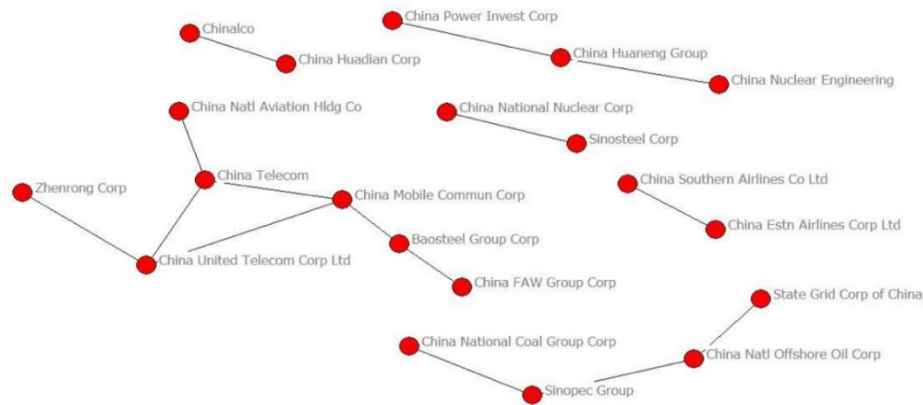 China Power Invest Corp
Chinalco
China Huaneng Group
China Huadian Corp
China Nuclear Engineering
China Natl Aviation Hldg Co
China National Nuclear Corp
Sinosteel Corp
China Telecom
China Southern Airlines Co Ltd
Zhenrong Corp
China Mobile Commun Corp
China Estn Airlines Corp Ltd
Baosteel Group Corp
China United Telecom Corp Ltd
China FAW Group Corp
State Grid Corp of China
China National Coal Group Corp
China Natl Offshore Oil Corp
Sinopec Group